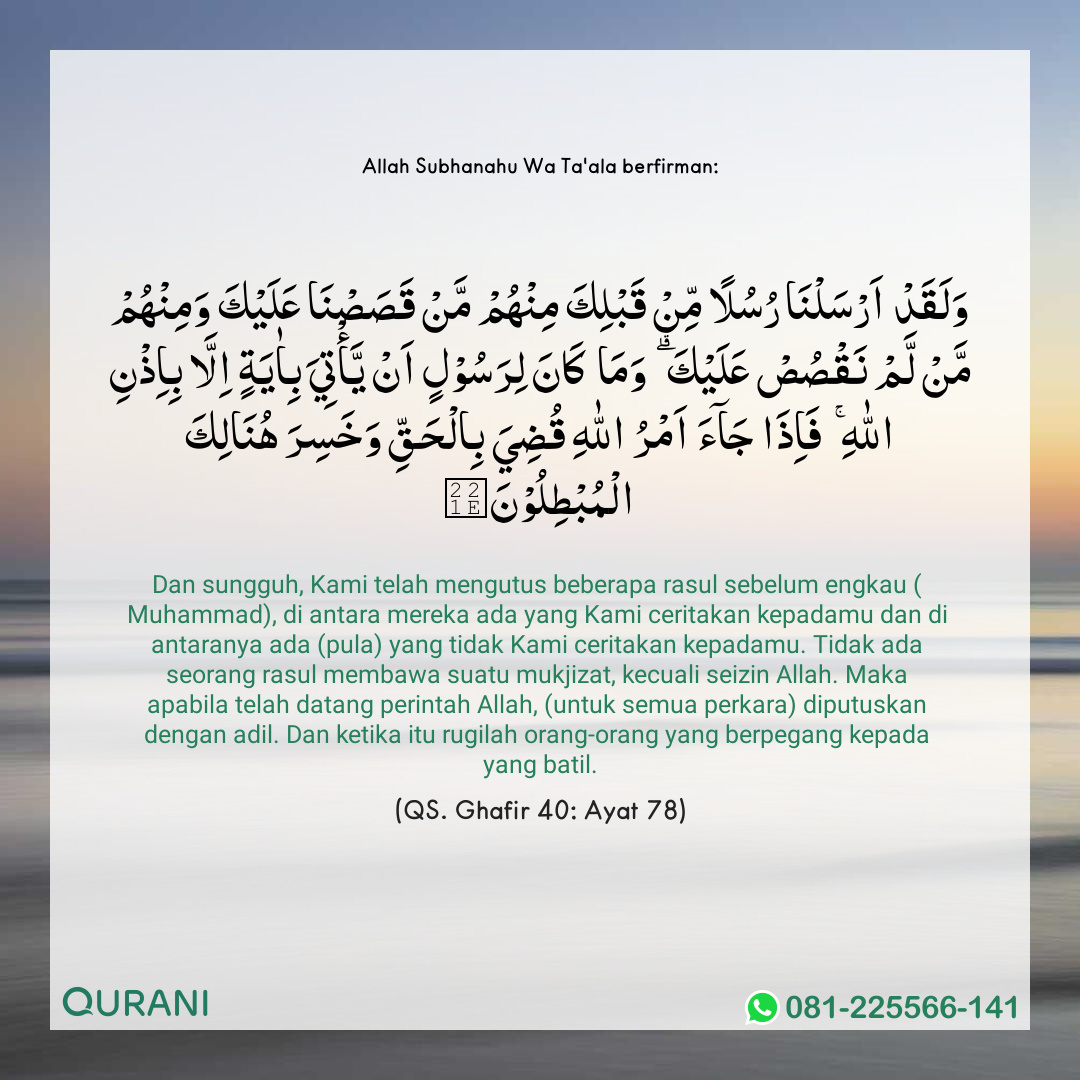 Allah Subhanahu Wa Ta'ala berfirman:
وَلَقَدْ اَرْسَلْنَا رُسُلًا مِّنْ قَبْلِكَ مِنْهُمْ مَّنْ قَصَصْنَا عَلَيْكَ وَمِنْهُمْ
مَّنْ لَّمْ نَقْصُصْ عَلَيْكَ ۗ وَمَا كَانَ لِرَسُوْلٍ اَنْ يَّأْتِيَ بِاٰيَةٍ اِلَّا بِاِذْنِ
اللّٰهِ ۚ فَاِذَا جَاۤءَ اَمْرُ اللّٰهِ قُضِيَ بِالْحَقِّ وَخَسِرَ هُنَالِكَ
الْمُبْطِلُوْنَ
Dan sungguh, Kami telah mengutus beberapa rasul sebelum engkau (
Muhammad), di antara mereka ada yang Kami ceritakan kepadamu dan di
antaranya ada (pula) yang tidak Kami ceritakan kepadamu. Tidak ada
seorang rasul membawa suatu mukjizat, kecuali seizin Allah. Maka
apabila telah datang perintah Allah, (untuk semua perkara) diputuskan
dengan adil. Dan ketika itu rugilah orang-orang yang berpegang kepada
yang batil.
(QS. Ghafir 40: Ayat 78)
QURANI
081-225566-141